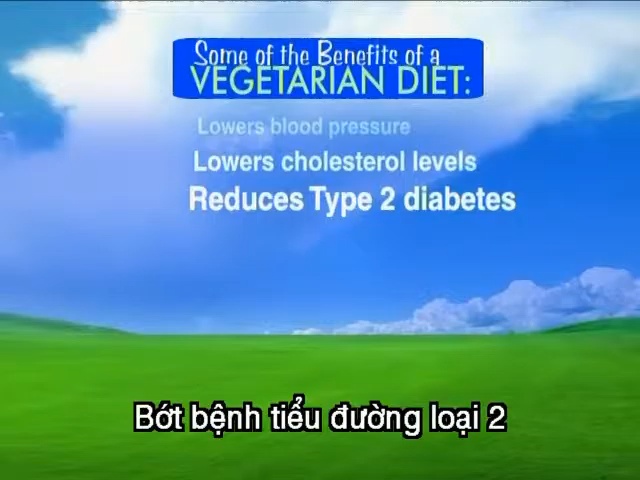 Some of the Benefits of a
VEGETARIAN DIET:
Lowers blood pressure
Lowers cholesterol levels
Reduces Type 2 diabetes
Bớt bệnh tiểu đường loại 2